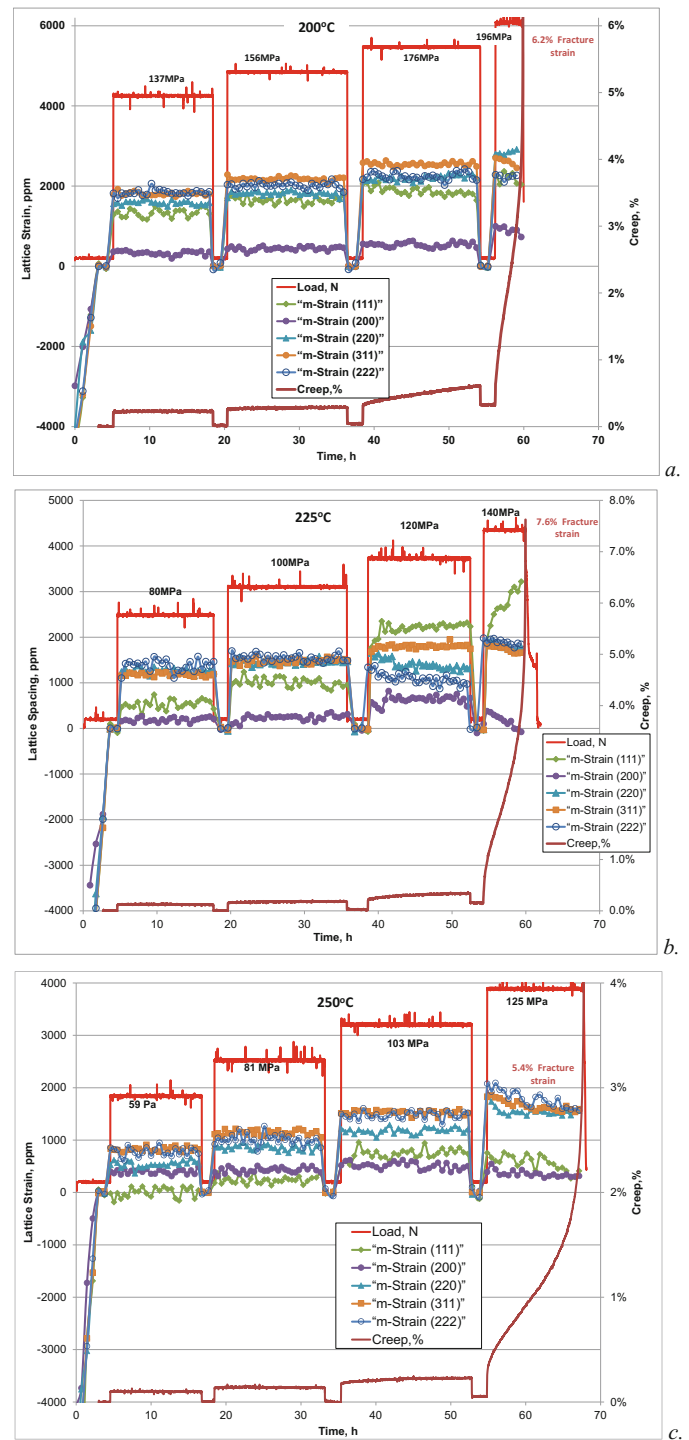 200°C
6000
4000
2000
0
-2000
-4000
Lattice Strain, ppm
137MPa
156MPa
176MPa
196MPa
6.2% Fracture
strain
6%
5%
4%
3%
2%
1%
0%
Creep, %
Load, N
"m-Strain (111)"
"m-Strain (200)"
"m-Strain (220)"
"m-Strain (311)"
"m-Strain (222)"
Creep,%
0 10 20 30 40 50 60 70
Time, h
a.
225°C
5000
4000
3000
2000
1000
0
-1000
-2000
-3000
-4000
Lattice Spacing, ppm
80MPa
100MPa
120MPa
140MPa
7.6% Fracture
strain
8.0%
7.0%
6.0%
5.0%
4.0%
1.0%
0.0%
Creep,%
Load, N
"m-Strain (111)"
"m-Strain (200)"
"m-Strain (220)"
"m-Strain (311)"
"m-Strain (222)"
Creep,%
0 10 20 30 40 50 60 70
Time, h
b.
250°C
4000
3000
2000
1000
0
-1000
-2000
-3000
-4000
Lattice Strain, ppm
59 Pa
81 MPa
103 MPa
125 MPa
5.4% Fracture
strain
4%
3%
2%
1%
0%
Creep,%
Load, N
"m-Strain (111)"
"m-Strain (200)"
"m-Strain (220)"
"m-Strain (311)"
"m-Strain (222)"
Creep,%
0 10 20 30 40 50 60 70
Time, h
c.